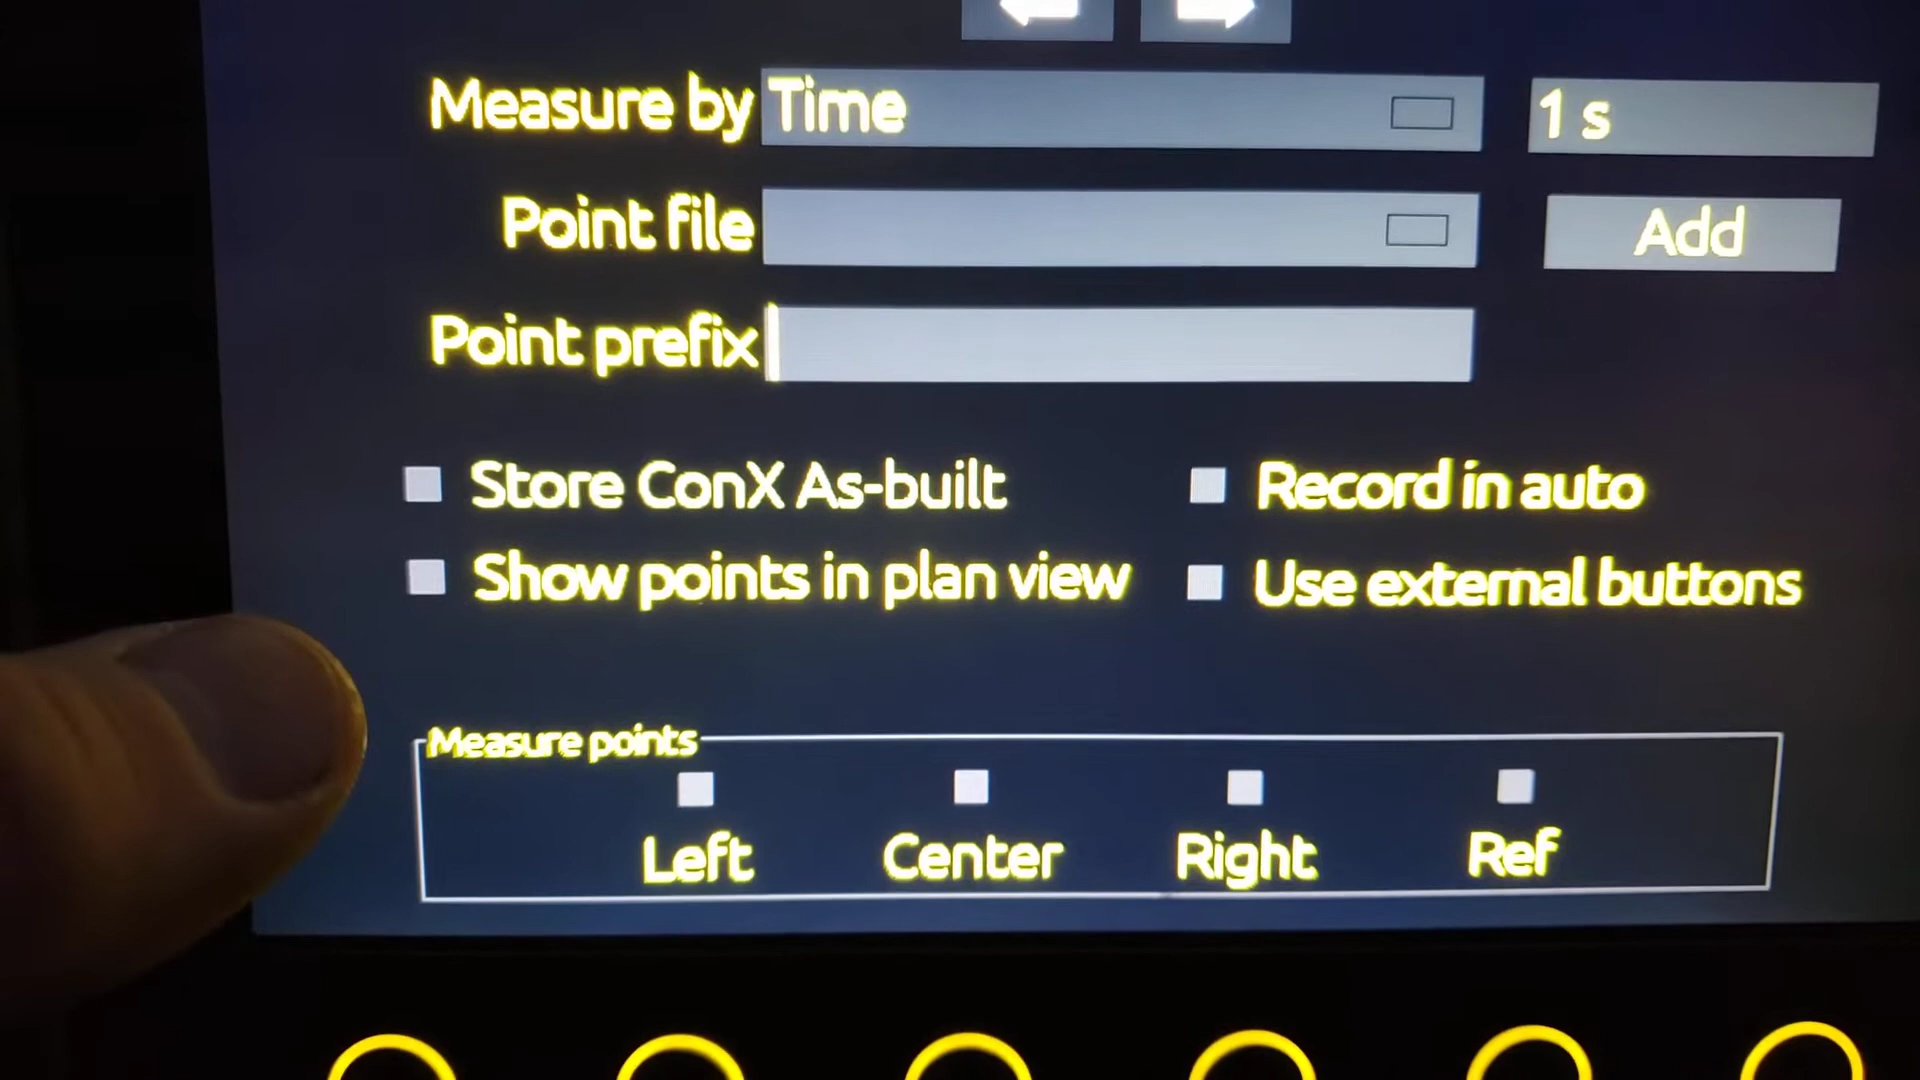 Measure by Time 1 s
Point file Add
Point prefix
Store ConX As-built Record in auto
Show points in plan view Use external buttons
Measure points
Left Center Right Ref